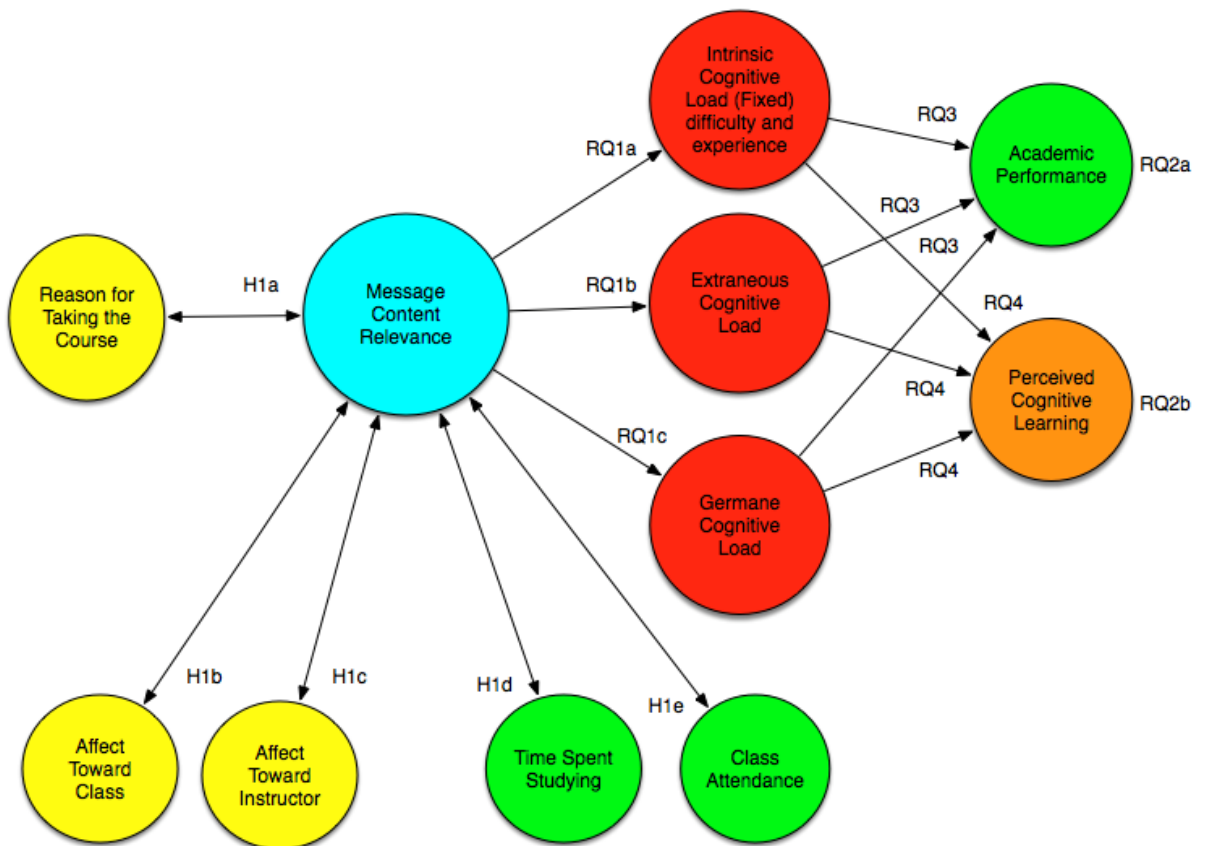 Intrinsic
Cognitive
Load (Fixed)
difficulty and
experience
RQ3
Academic
Performance
RQ2a
RQ1a
RQ3
RQ3
Reason for
Taking the
Course
H1a
Message
Content
Relevance
RQ1b
Extraneous
Cognitive
Load
RQ4
RQ4
Perceived
Cognitive
Learning
RQ2b
RQ1c
RQ4
Germane
Cognitive
Load
H1b
H1c
H1d
H1e
Affect
Toward
Class
Affect
Toward
Instructor
Time Spent
Studying
Class
Attendance